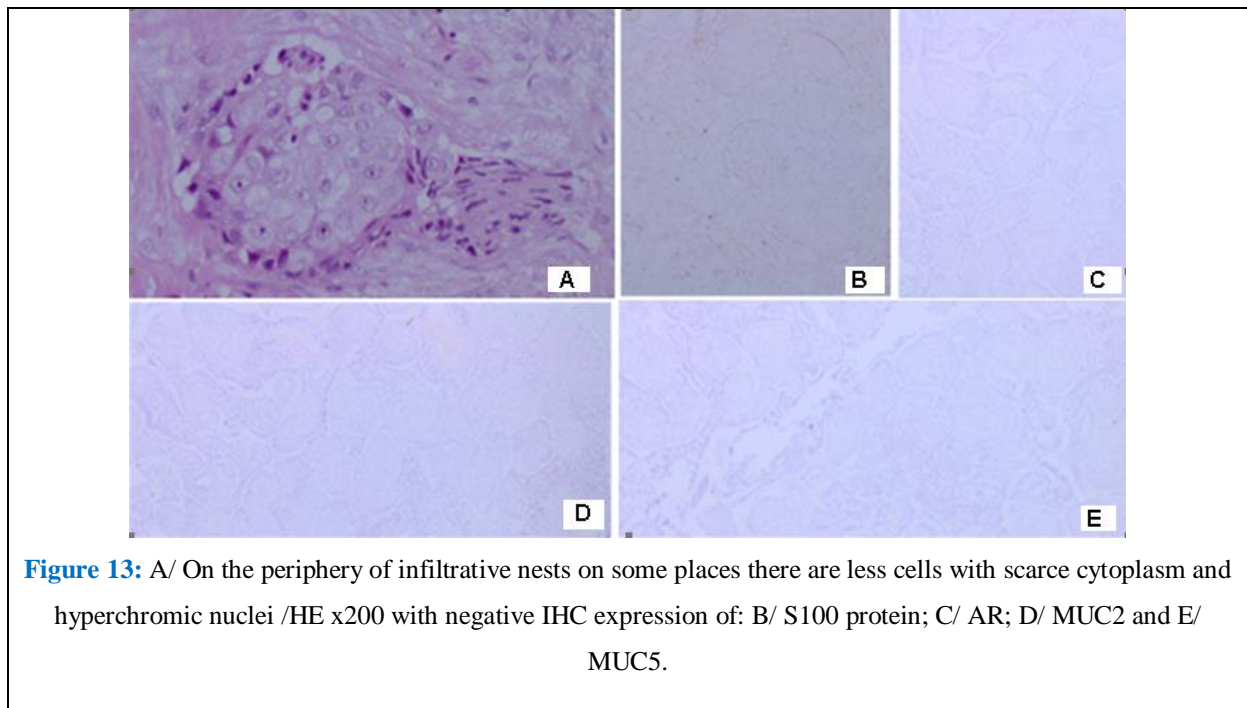 A
B
C
D
E
Figure 13: A/ On the periphery of infiltrative nests on some places there are less cells with scarce cytoplasm and
hyperchromic nuclei /HE x200 with negative IHC expression of: B/ S100 protein; C/ AR; D/ MUC2 and E/
MUC5.